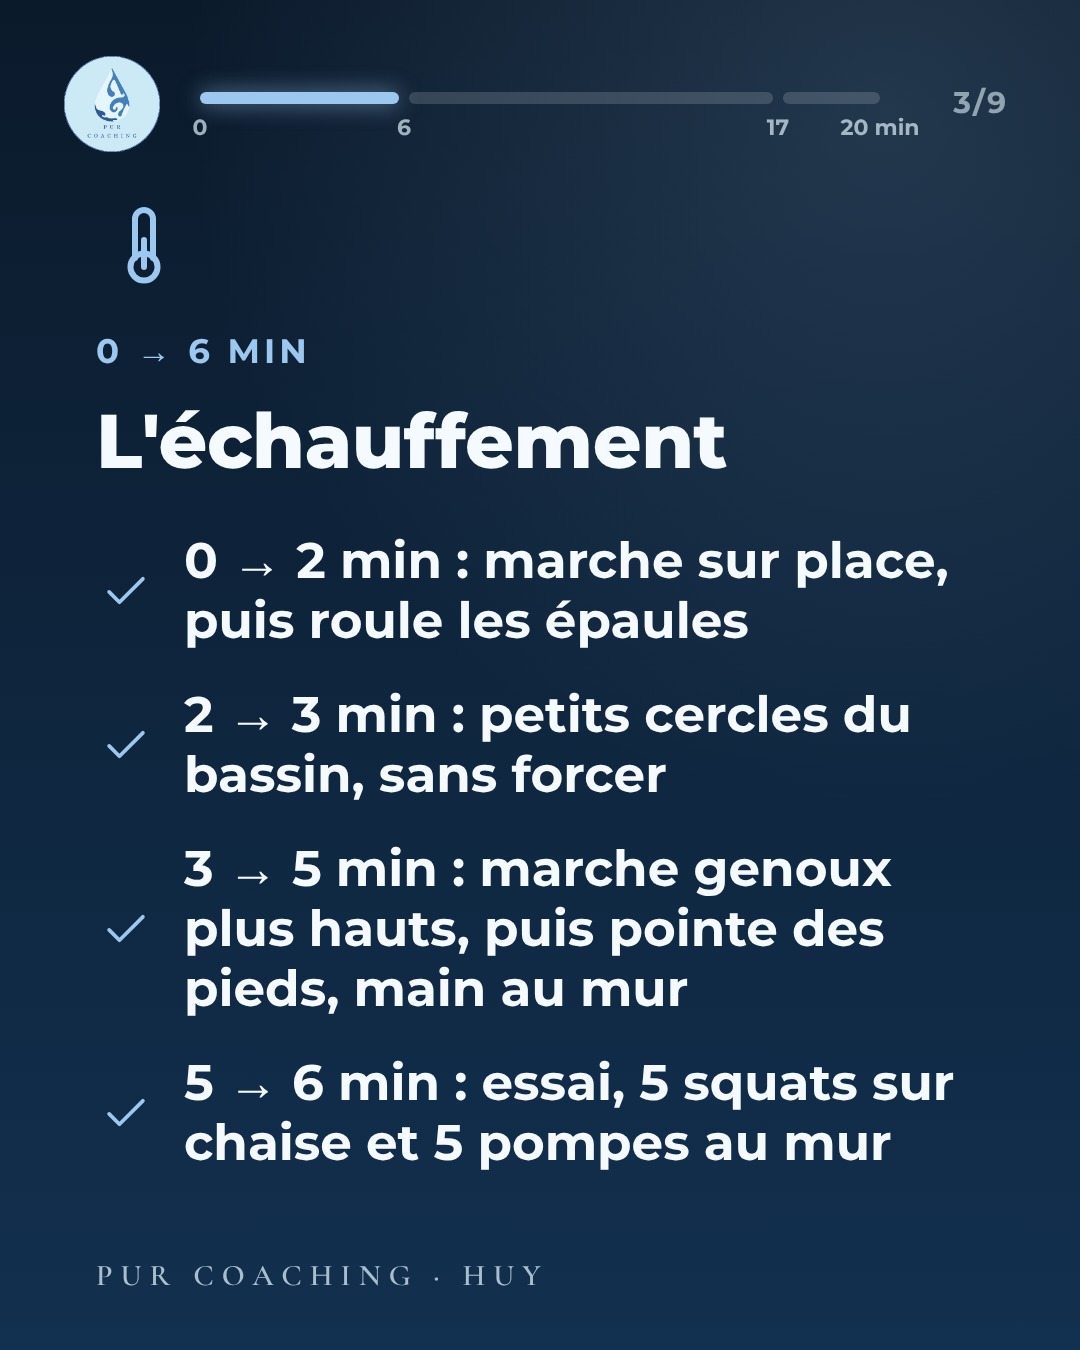 PUR
COACHING
0
6
17
20 min
3/9
0 → 6 MIN
L'échauffement
0 → 2 min : marche sur place,
puis roule les épaules
2 → 3 min : petits cercles du
bassin, sans forcer
3 → 5 min : marche genoux
plus hauts, puis pointe des
pieds, main au mur
5 → 6 min : essai, 5 squats sur
chaise et 5 pompes au mur
PUR COACHING · HUY